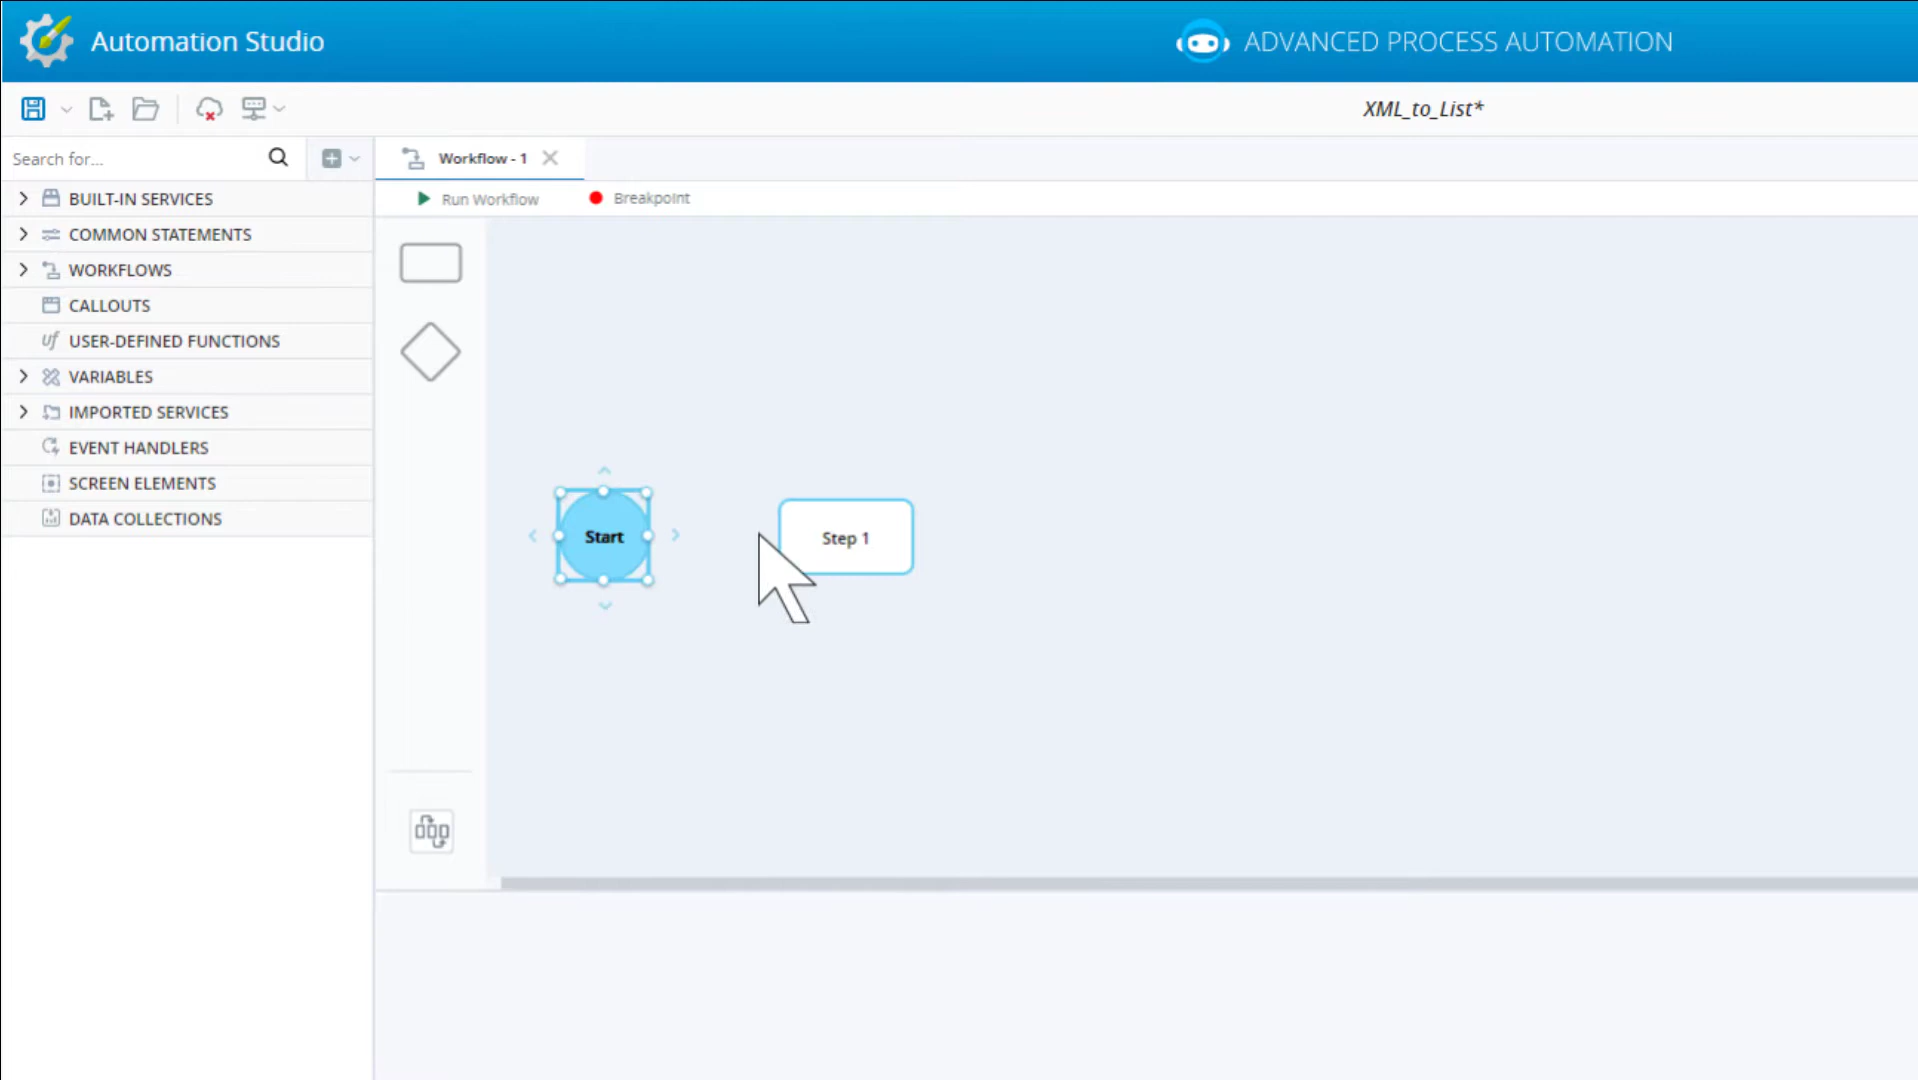 Automation Studio
ADVANCED PROCESS AUTOMATION
XML_to_List*
Search for...
Workflow - 1
BUILT-IN SERVICES
Run Workflow
Breakpoint
COMMON STATEMENTS
WORKFLOWS
CALLOUTS
uf USER-DEFINED FUNCTIONS
VARIABLES
IMPORTED SERVICES
EVENT HANDLERS
SCREEN ELEMENTS
DATA COLLECTIONS
Start
Step 1